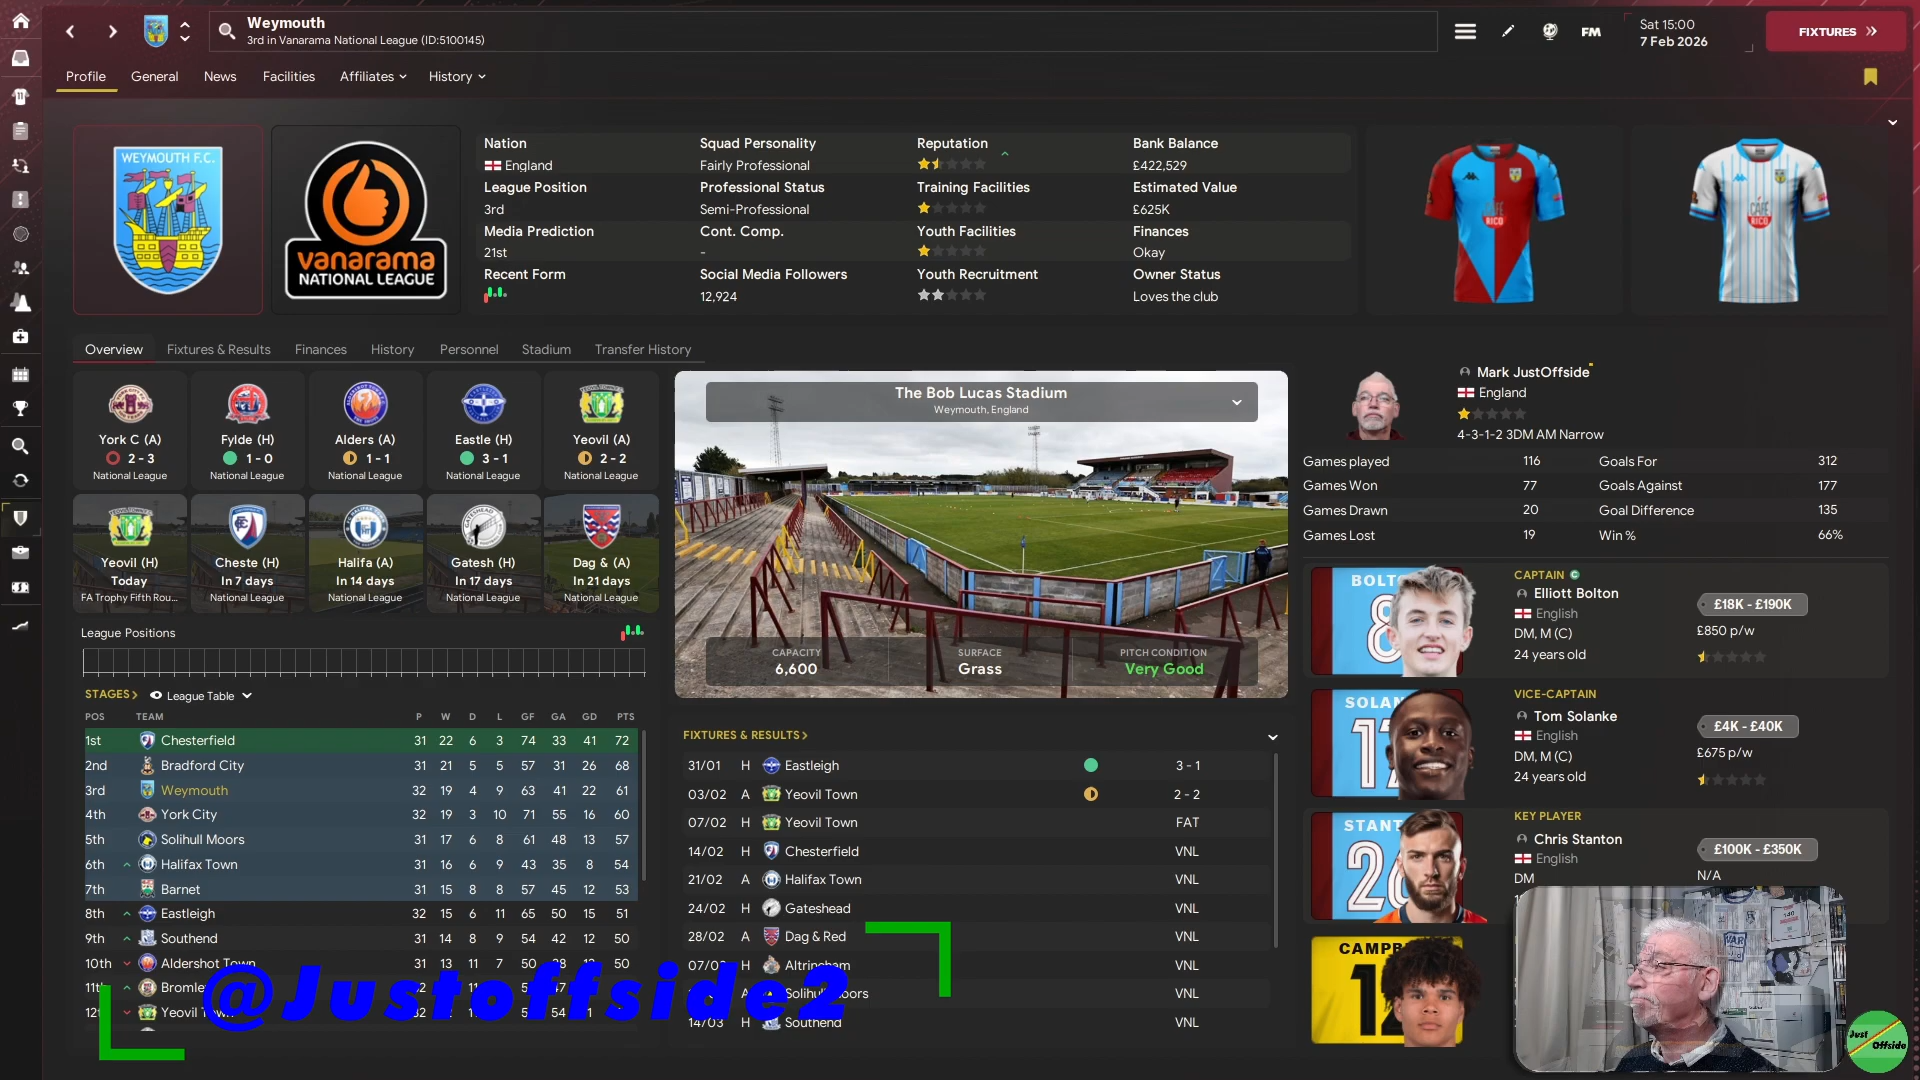 Weymouth
3rd in Vanarama National League (ID:5100145)
FM
Sat 15:00
7 Feb 2026
FIXTURES
Profile General News Facilities Affiliates History
WEYMOUTH F.C.
vanarama
NATIONAL LEAGUE
Nation Squad Personality Reputation Bank Balance
England Fairly Professional £422,529
League Position Professional Status Training Facilities Estimated Value
3rd Semi-Professional £625K
Media Prediction Cont. Comp. Youth Facilities Finances
21st - Okay
Recent Form Social Media Followers Youth Recruitment Owner Status
12,924 Loves the club
CAFE RICO
CAFE RICO
Overview Fixtures & Results Finances History Personnel Stadium Transfer History
York C (A) Fylde (H) Alders (A) Eastle (H) Yeovil (A)
2 - 3 1 - 0 1 - 1 3 - 1 2 - 2
National League National League National League National League National League
Yeovil (H) Cheste (H) Halifa (A) Gatesh (H) Dag & (A)
Today In 7 days In 14 days In 17 days In 21 days
FA Trophy Fifth Rou... National League National League National League National League
League Positions
STAGES League Table
POS TEAM P W D L GF GA GD PTS
1st Chesterfield 31 22 6 3 74 33 41 72
2nd Bradford City 31 21 5 5 57 31 26 68
3rd Weymouth 32 19 4 9 63 41 22 61
4th York City 32 19 3 10 71 55 16 60
5th Solihull Moors 31 17 6 8 61 48 13 57
6th Halifax Town 31 16 6 9 43 35 8 54
7th Barnet 31 15 8 8 57 45 12 53
8th Eastleigh 32 15 6 11 65 50 15 51
9th Southend 31 14 8 9 54 42 12 50
10th Aldershot Town 31 13 11 7 50 12 50
11th
12th Yeovil
The Bob Lucas Stadium
Weymouth, England
CAPACITY SURFACE PITCH CONDITION
6,600 Grass Very Good
FIXTURES & RESULTS
31/01 H Eastleigh 3 - 1
03/02 A Yeovil Town 2 - 2
07/02 H Yeovil Town FAT
14/02 H Chesterfield VNL
21/02 A Halifax Town VNL
24/02 H Gateshead VNL
28/02 A Dag & Red VNL
H Altrincham VNL
A Solihull Moors VNL
14/03 H Southend VNL
Mark JustOffside
England
4-3-1-2 3DM AM Narrow
Games played 116 Goals For 312
Games Won 77 Goals Against 177
Games Drawn 20 Goal Difference 135
Games Lost 19 Win % 66%
BOLT
8
CAPTAIN
Elliott Bolton
English
DM, M (C)
24 years old
£18K - £190K
£850 p/w
SOLAN
VICE-CAPTAIN
Tom Solanke
English
DM, M (C)
24 years old
£4K - £40K
£675 p/w
STANT
KEY PLAYER
Chris Stanton
English
DM
£100K - £350K
N/A
CAMPB
@Justoffside2
Just Offside